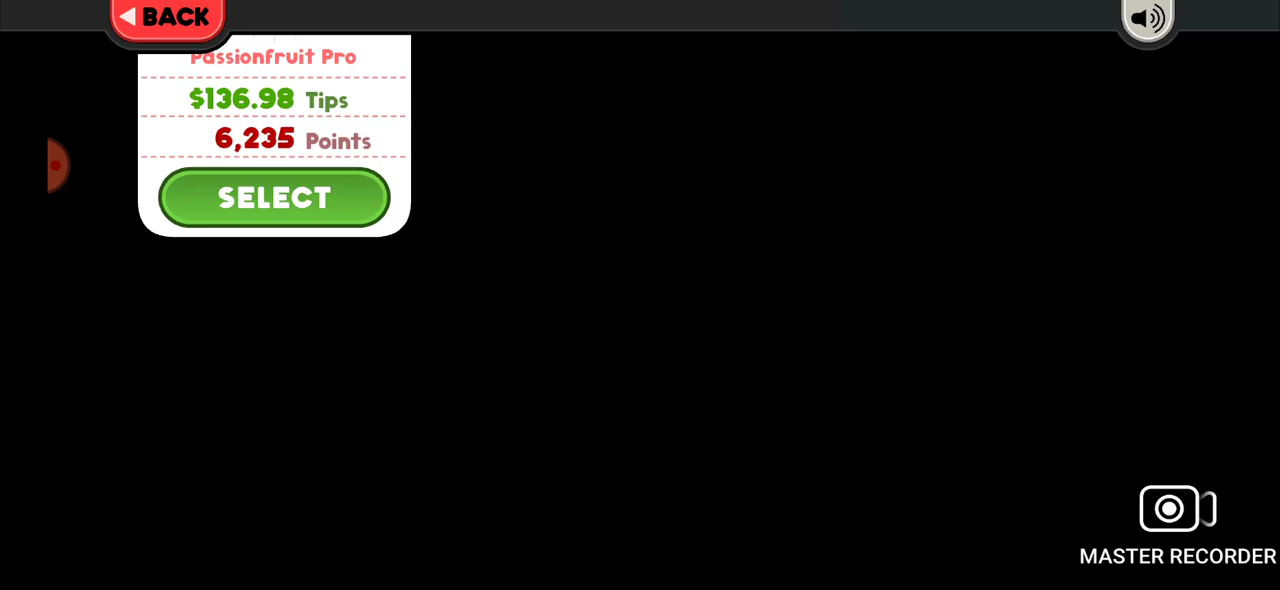 BACK
Passionfruit Pro
$136.98 Tips
6,235 Points
SELECT
MASTER RECORDER